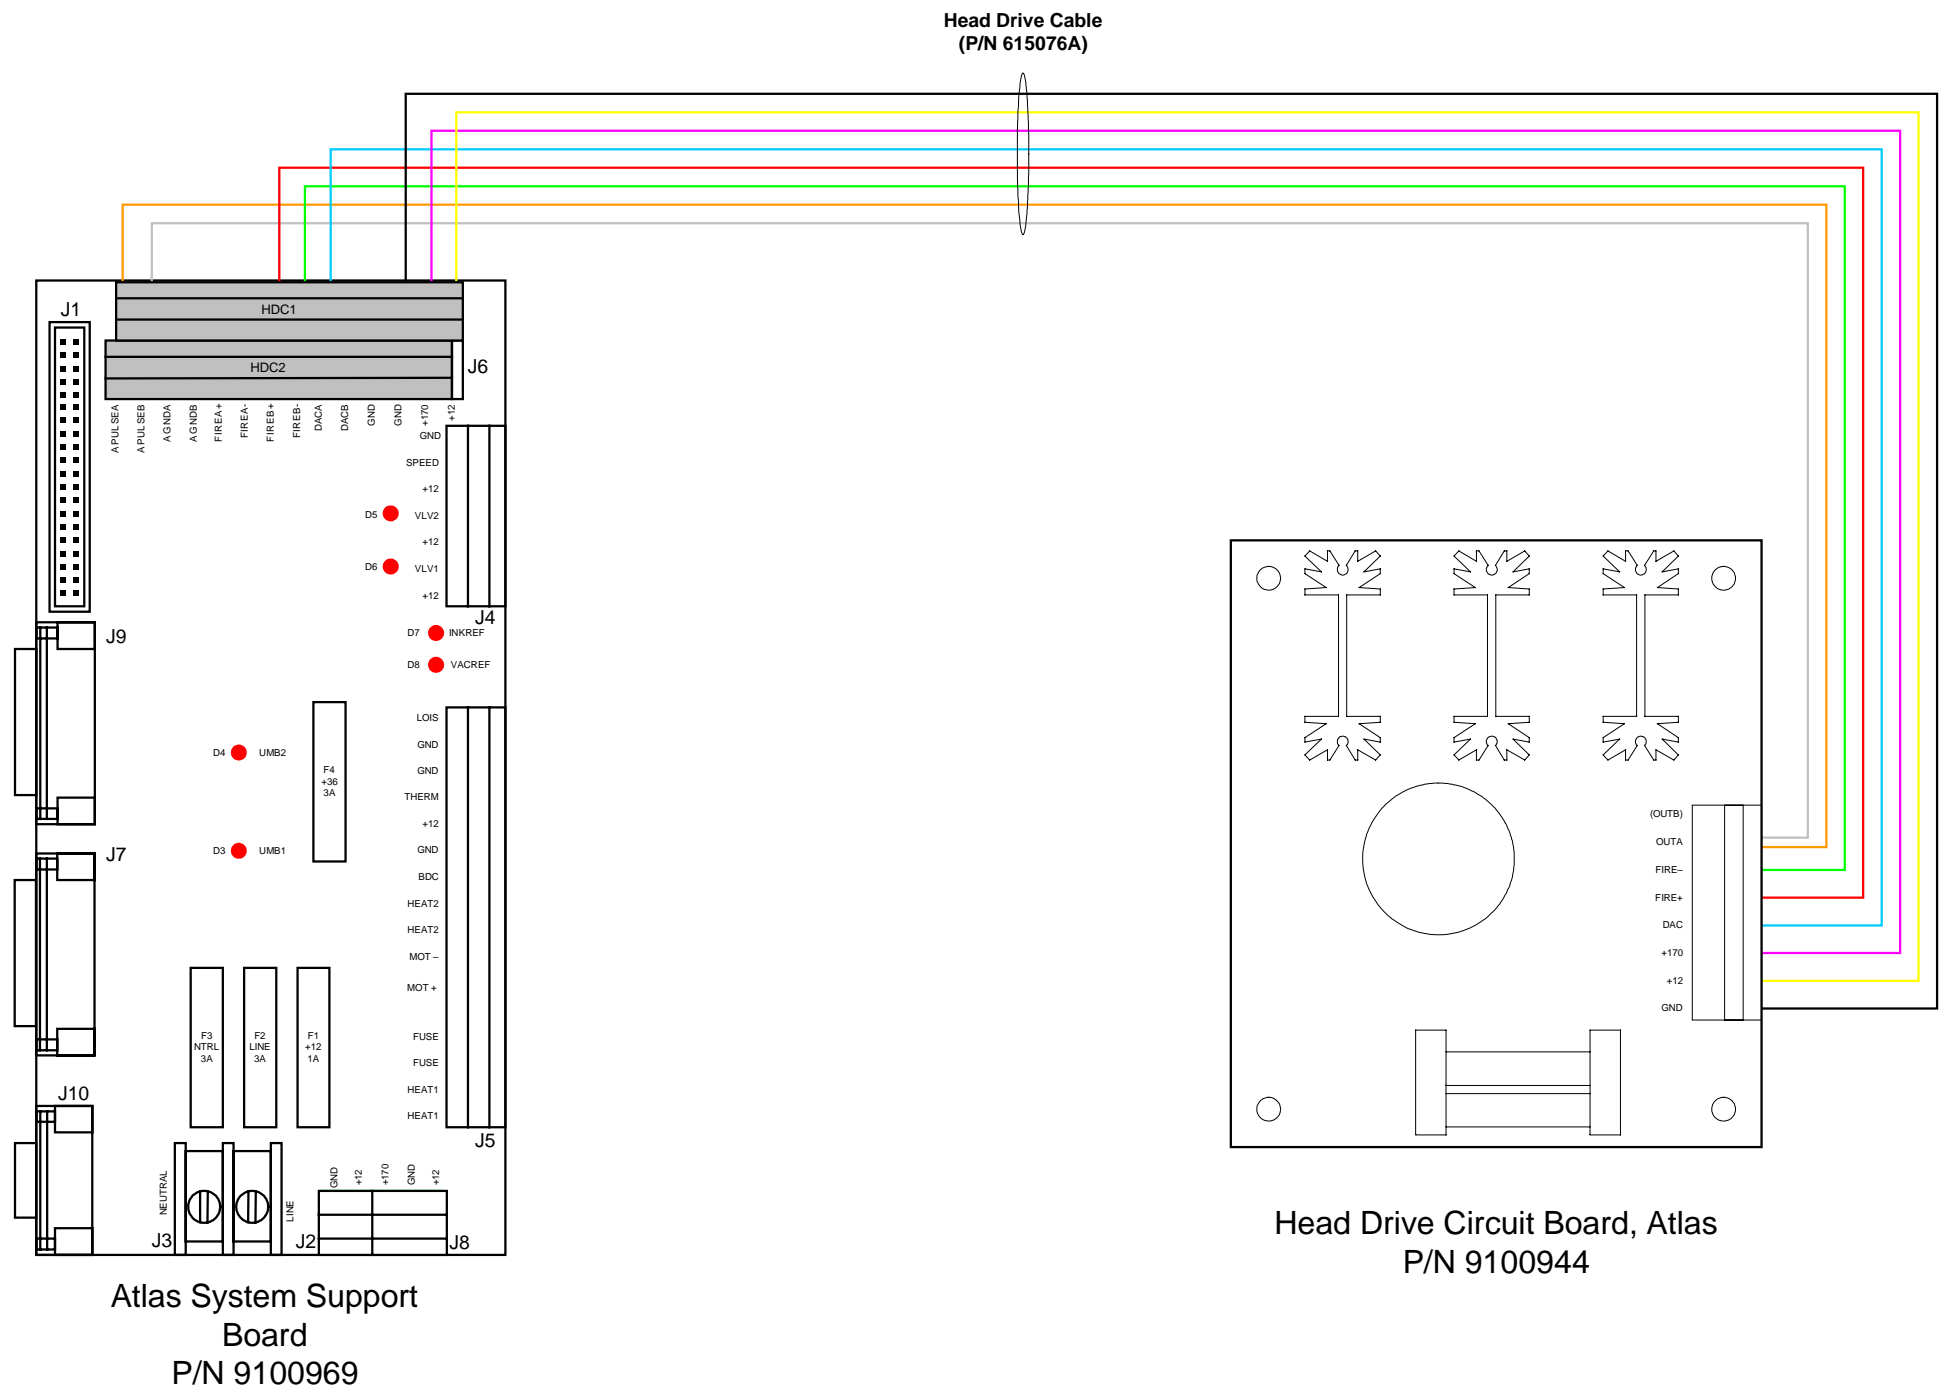 Head Drive Cable
(P/N 615076A)
J1
HDC1
HDC2
J6
APULSEA
APULSEB
AGNDA
AGNDB
FIREA+
FIREA-
FIREB+
FIREB-
DACA
DACB
GND
GND
+170
+12
GND
SPEED
+12
D5
VLV2
+12
D6
VLV1
+12
J4
J9
D7
INKREF
D8
VACREF
LOIS
GND
GND
THERM
+12
GND
BDC
HEAT2
HEAT2
MOT –
MOT +
FUSE
FUSE
HEAT1
HEAT1
J5
D4
UMB2
F4
+36
3A
D3
UMB1
J7
F3
NTRL
3A
F2
LINE
3A
F1
+12
1A
J10
NEUTRAL
LINE
J3
GND
+12
+170
GND
+12
J2
J8
Atlas System Support
Board
P/N 9100969
(OUTB)
OUTA
FIRE–
FIRE+
DAC
+170
+12
GND
Head Drive Circuit Board, Atlas
P/N 9100944